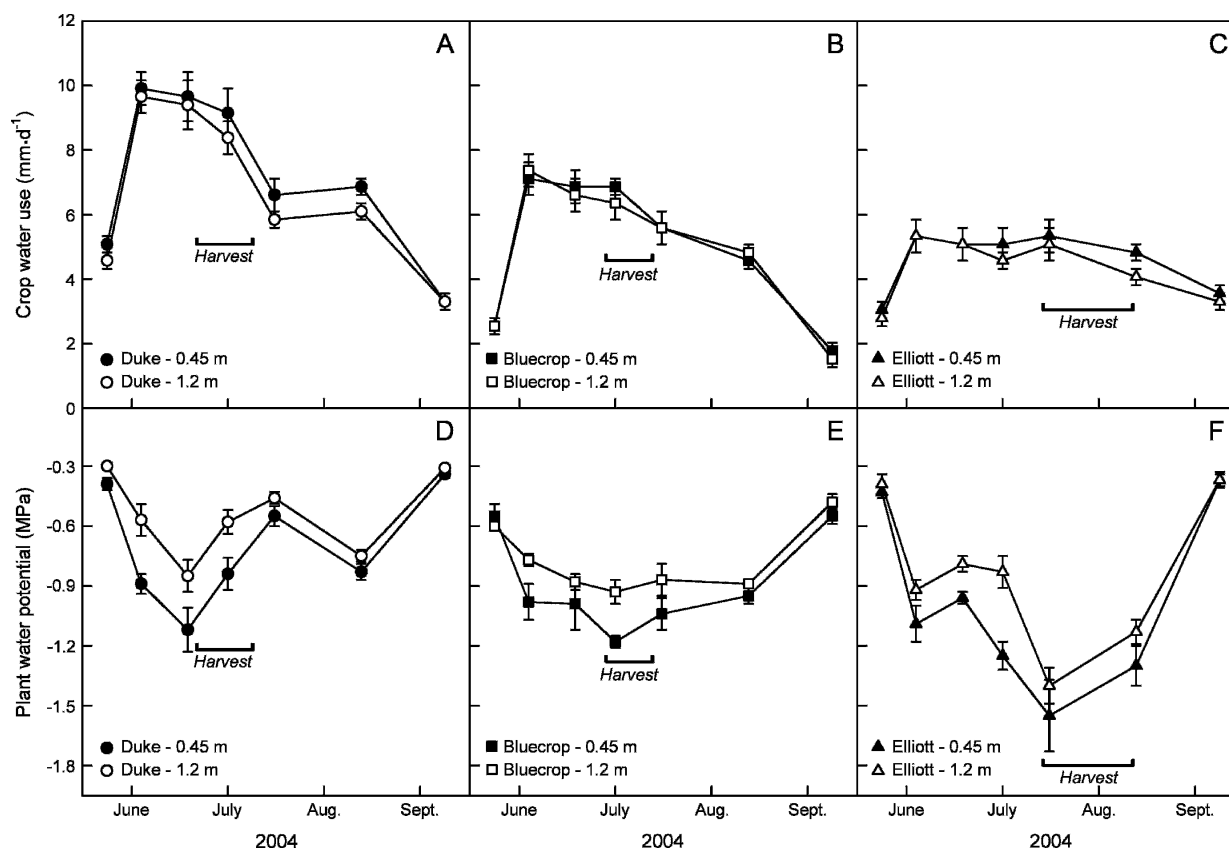 Crop water use (mm·d⁻¹)
12
10
8
6
4
2
0
A
Harvest
Duke - 0.45 m
Duke - 1.2 m
B
Harvest
Bluecrop - 0.45 m
Bluecrop - 1.2 m
C
Harvest
Elliott - 0.45 m
Elliott - 1.2 m
Plant water potential (MPa)
-0.3
-0.6
-0.9
-1.2
-1.5
-1.8
D
Harvest
Duke - 0.45 m
Duke - 1.2 m
E
Harvest
Bluecrop - 0.45 m
Bluecrop - 1.2 m
F
Harvest
Elliott - 0.45 m
Elliott - 1.2 m
June July Aug. Sept.
June July Aug. Sept.
June July Aug. Sept.
2004
2004
2004